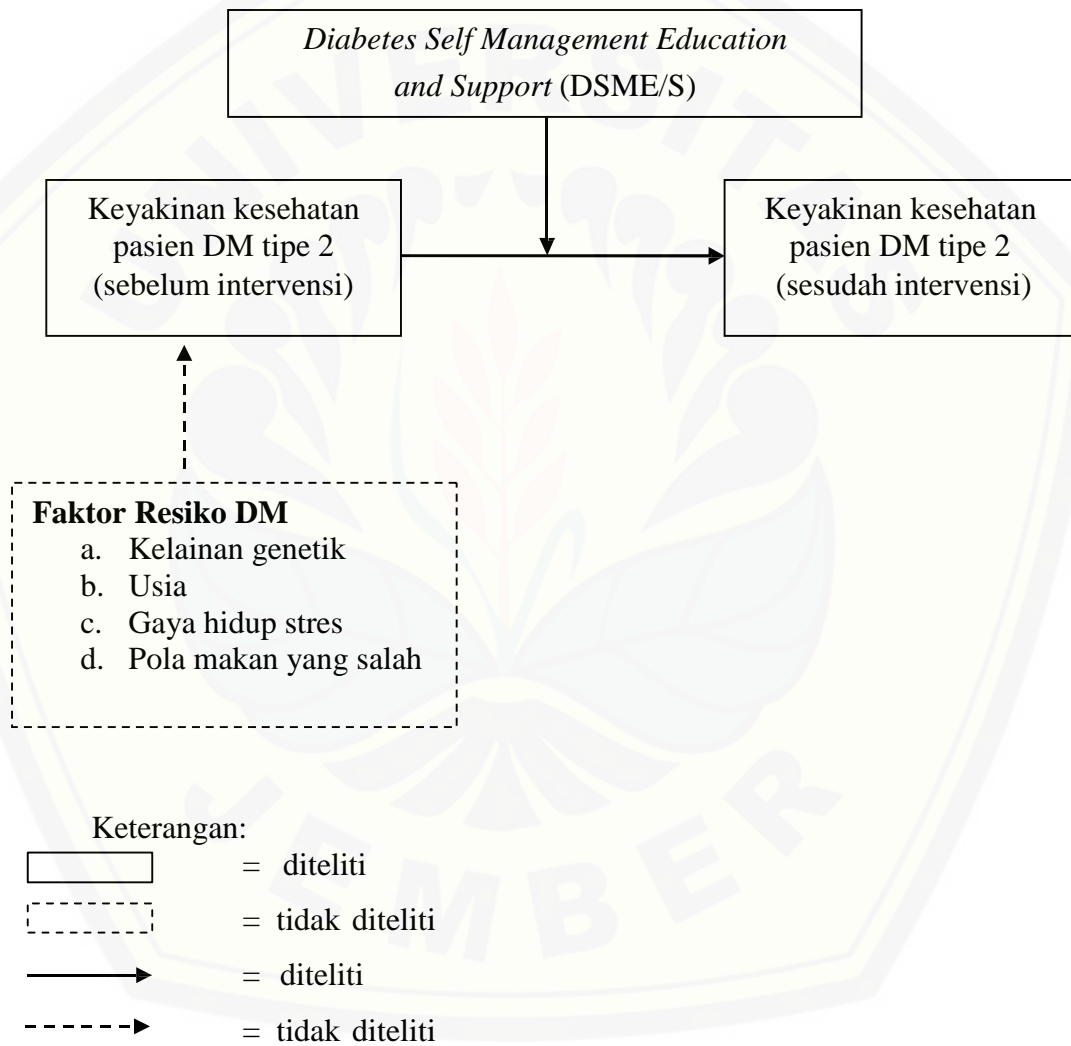 Diabetes Self Management Education
and Support (DSME/S)
Keyakinan kesehatan
pasien DM tipe 2
(sebelum intervensi)
Keyakinan kesehatan
pasien DM tipe 2
(sesudah intervensi)
Faktor Resiko DM
a. Kelainan genetik
b. Usia
c. Gaya hidup stres
d. Pola makan yang salah
Keterangan:
= diteliti
= tidak diteliti
= diteliti
= tidak diteliti
UNIVERSITAS
JEMBER